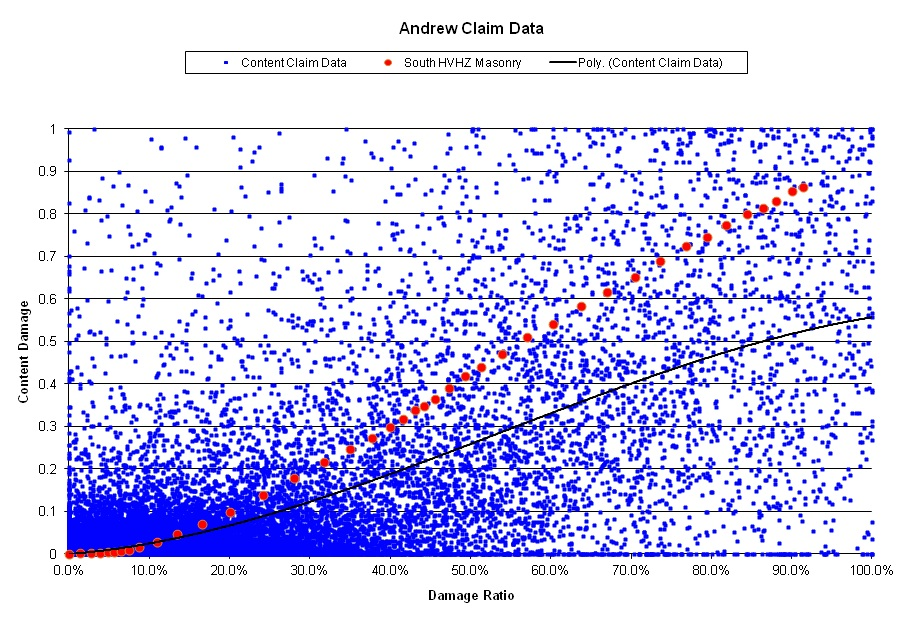 Andrew Claim Data
Content Claim Data South HVHZ Masonry Poly. (Content Claim Data)
1
0.9
0.8
0.7
0.6
0.5
0.4
0.3
0.2
0.1
0
Content Damage
0.0% 10.0% 20.0% 30.0% 40.0% 50.0% 60.0% 70.0% 80.0% 90.0% 100.0%
Damage Ratio